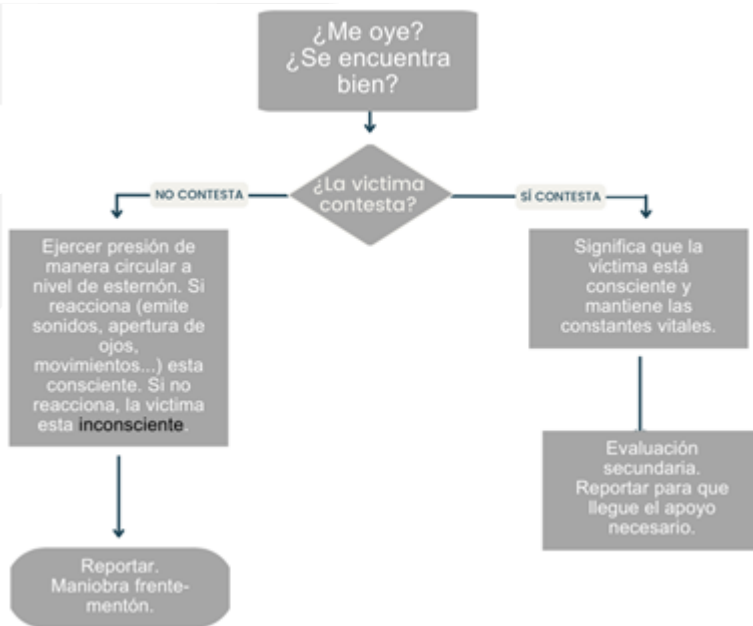 ¿Me oye?
¿Se encuentra
bien?
¿La victima
contesta?
NO CONTESTA
SÍ CONTESTA
Ejercer presión de
manera circular a
nivel de esternón. Si
reacciona (emite
sonidos, apertura de
ojos,
movimientos...) esta
consciente. Si no
reacciona, la victima
esta inconsciente.
Significa que la
víctima está
consciente y
mantiene las
constantes vitales.
Evaluación
secundaria.
Reportar para que
llegue el apoyo
necesario.
Reportar.
Maniobra frente-
mentón.